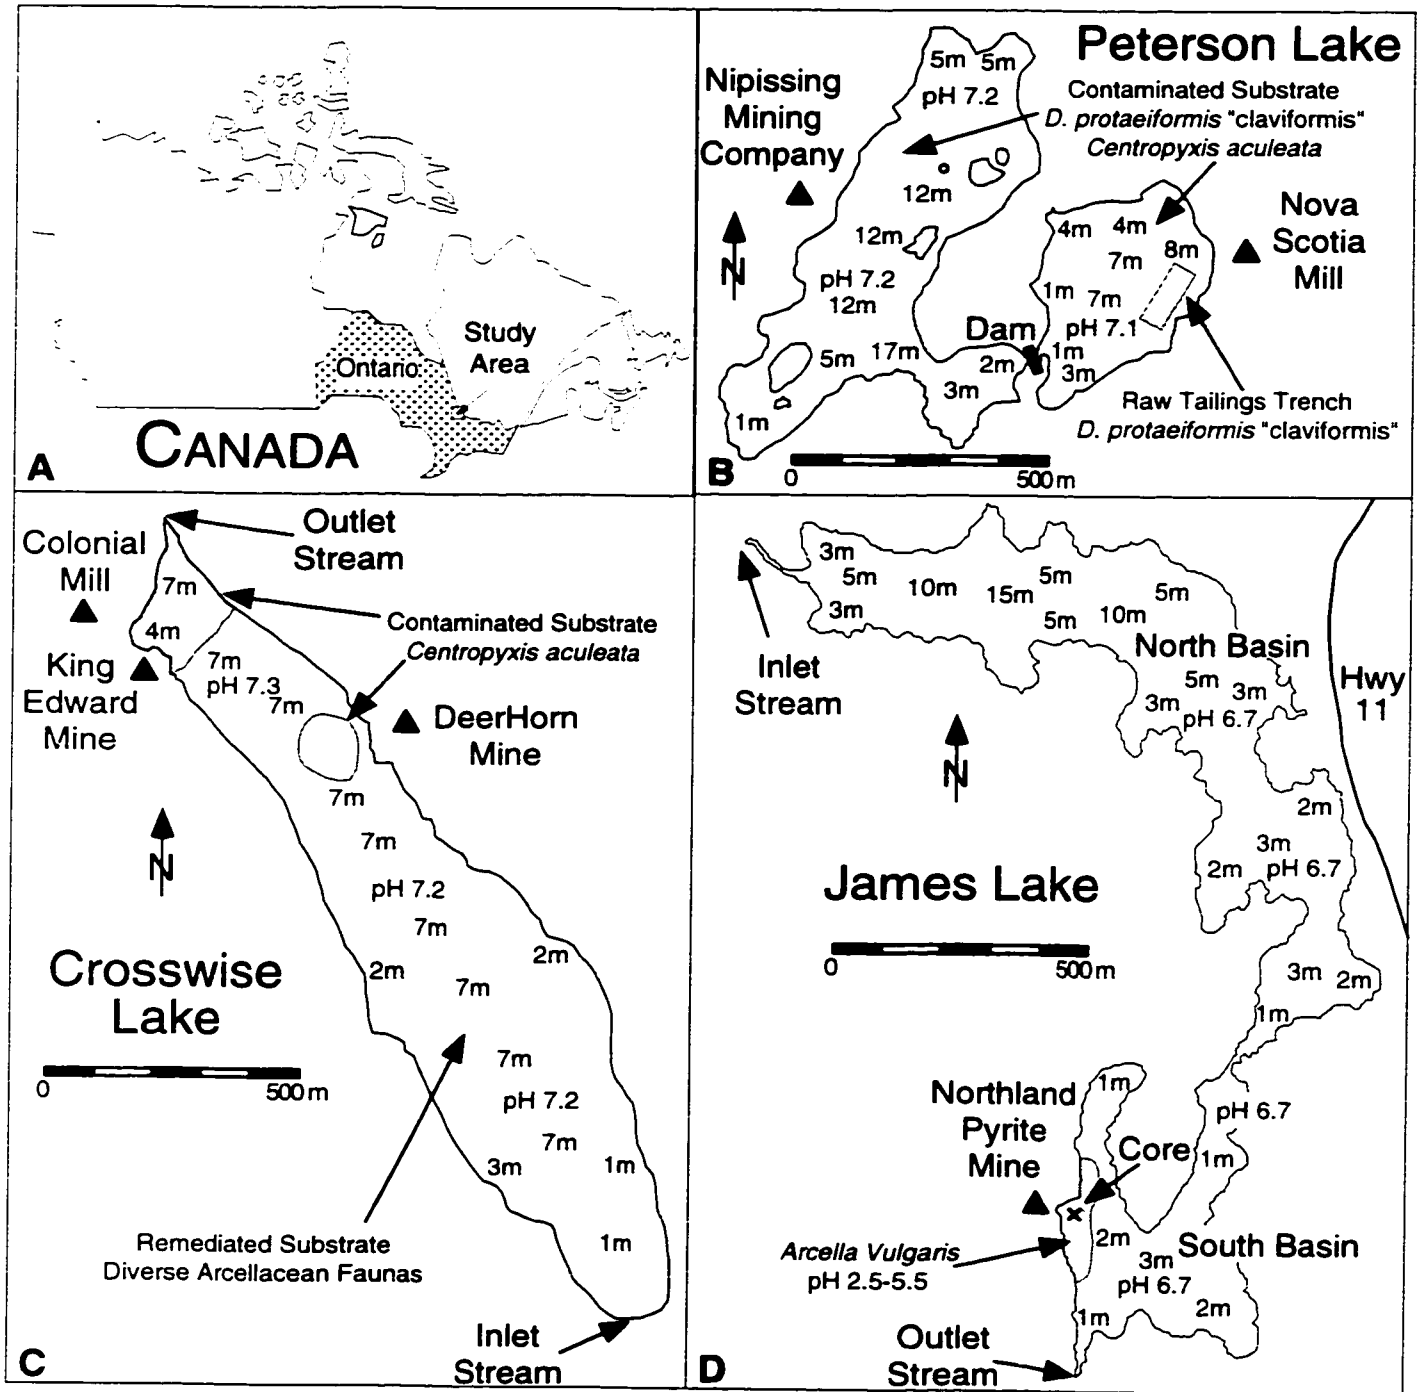 Study
Area
Ontario
CANADA
A
Peterson Lake
Nipissing
Mining
Company
5m 5m
pH 7.2
Contaminated Substrate
D. protaeiformis "claviformis"
Centropyxis aculeata
12m
N
12m
pH 7.2
12m
5m 17m
1m
2m
3m
Dam
4m 4m
7m 8m
1m 7m
pH 7.1
1m
3m
Nova
Scotia
Mill
Raw Tailings Trench
D. protaeiformis "claviformis"
B
0 500m
Outlet
Stream
Colonial
Mill
7m
4m
King
Edward
Mine
Contaminated Substrate
Centropyxis aculeata
7m
pH 7.3
7m
DeerHorn
Mine
7m
7m
N
pH 7.2
7m
2m
2m
7m
Crosswise
Lake
0 500m
7m
pH 7.2
7m
3m 1m
1m
Remediated Substrate
Diverse Arcellacean Faunas
Inlet
Stream
C
3m
5m 10m 15m 5m 5m
3m 5m 10m
Inlet
Stream
North Basin
5m
3m 3m
pH 6.7
Hwy
11
N
2m
3m
2m pH 6.7
James Lake
0 500m
3m 2m
1m
Northland
Pyrite
Mine
1m
pH 6.7
Core
1m
x
Arcella Vulgaris
pH 2.5-5.5
2m
3m
South Basin
pH 6.7
2m
1m
Outlet
Stream
D